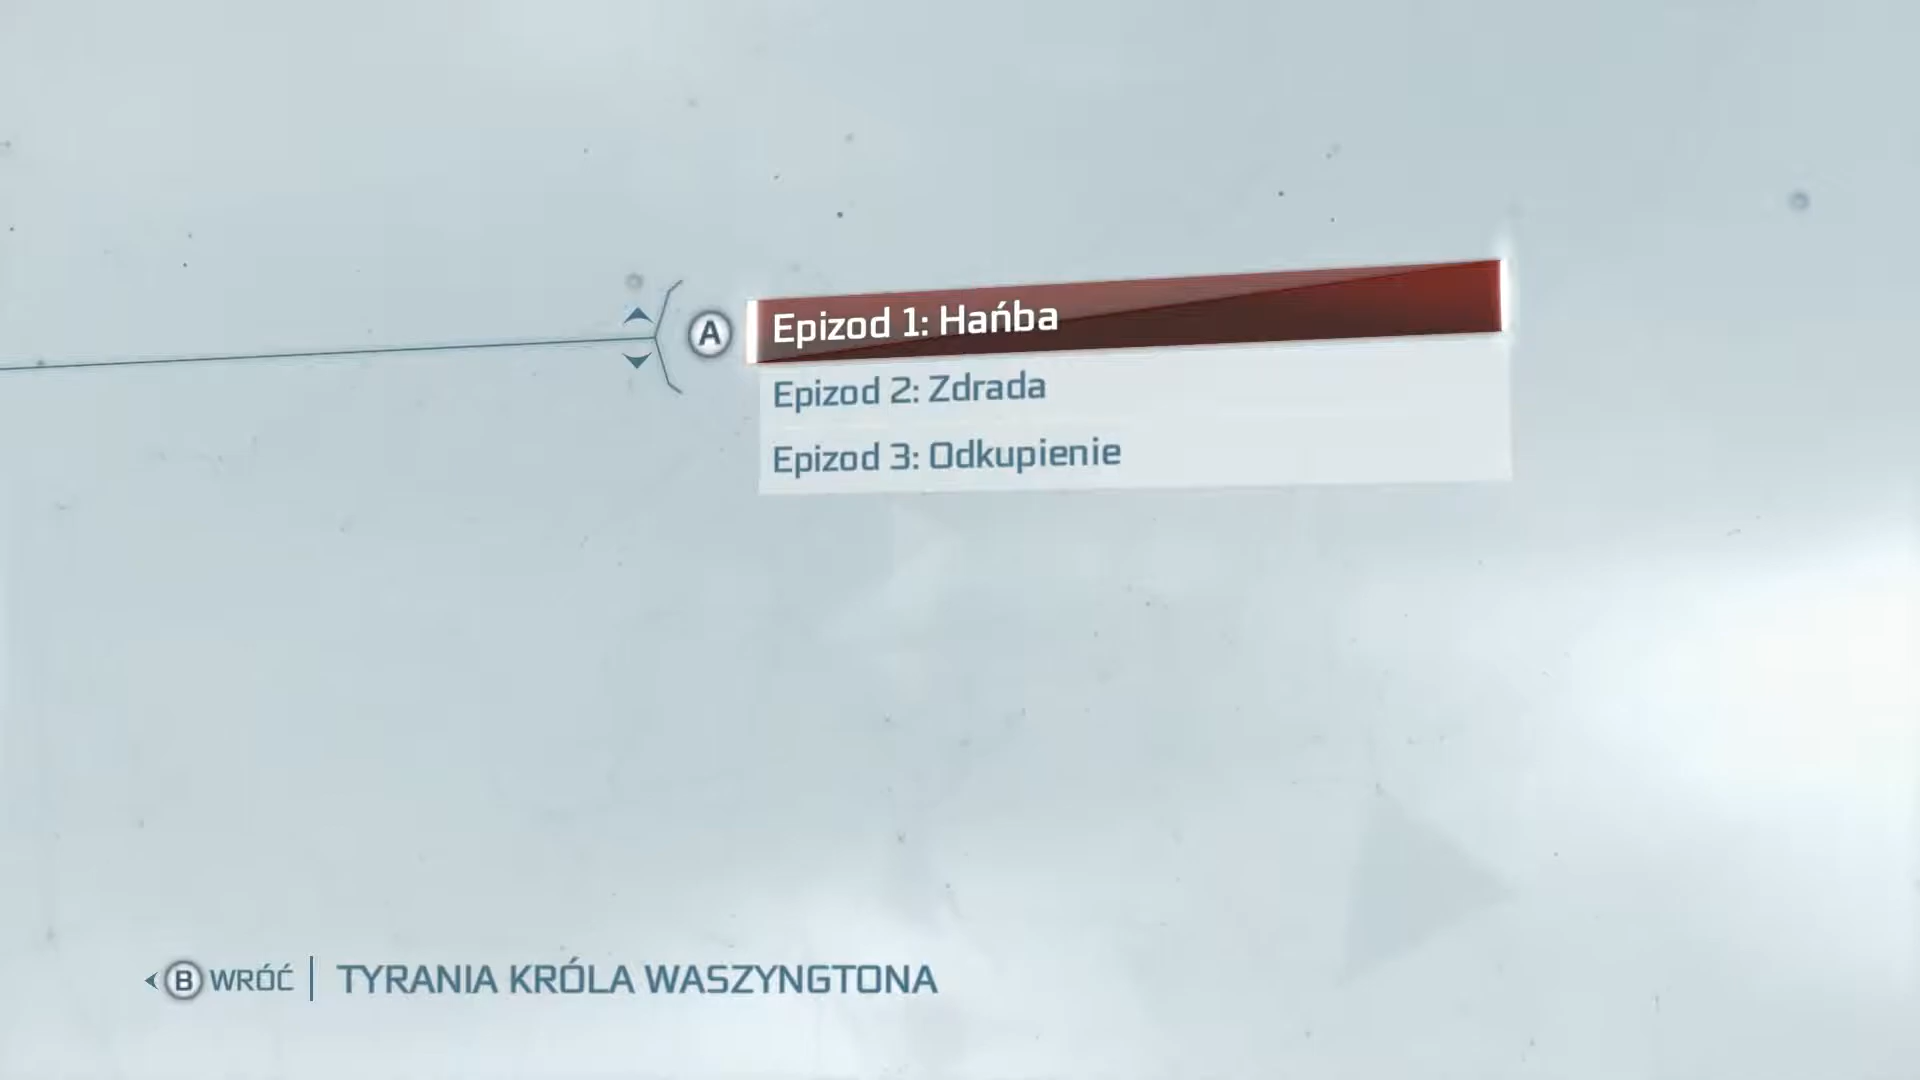 A Epizod 1: Hańba
Epizod 2: Zdrada
Epizod 3: Odkupienie
B WRÓĆ | TYRANIA KRÓLA WASZYNGTONA